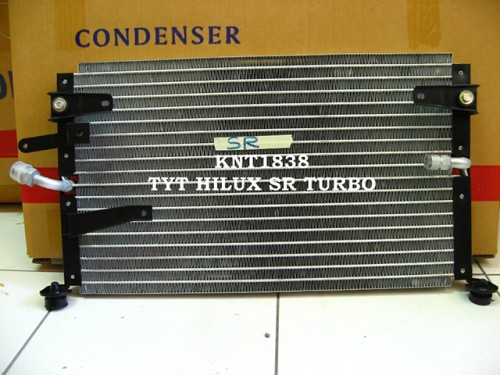 CONDENSER
SR
KNT1838
TYT HILUX SR TURBO